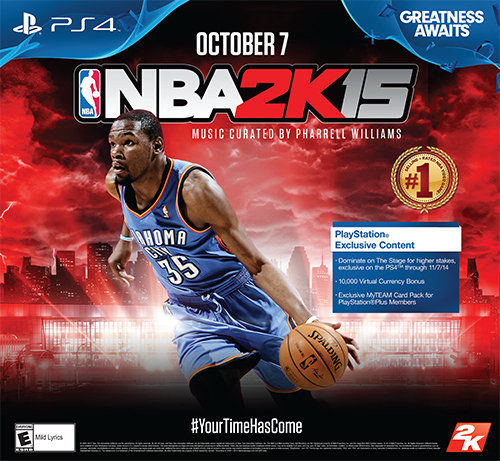 PS4
GREATNESS
AWAITS
OCTOBER 7
NBA
NBA2K15
MUSIC CURATED BY PHARRELL WILLIAMS
#1
PlayStation®
Exclusive Content
· Dominate on The Stage for higher stakes,
exclusive on the PS4™ through 11/7/14
· 10,000 Virtual Currency Bonus
· Exclusive MyTEAM Card Pack for
PlayStation®Plus Members
OKLAHOMA
CITY
35
SPALDING
#YourTimeHasCome
EVERYONE
E
Mild Lyrics
2K